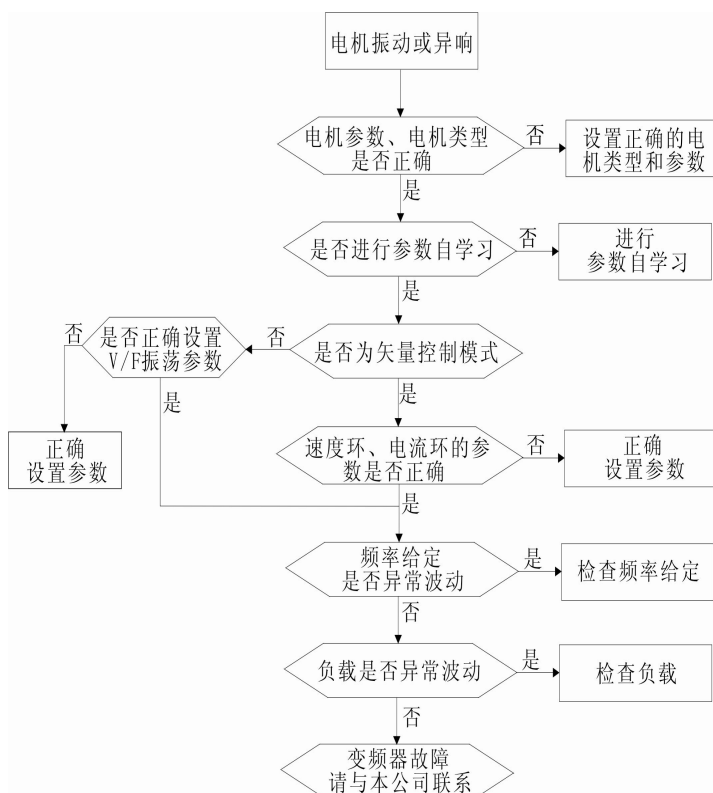 电机振动或异响
电机参数、电机类型
是否正确
否
设置正确的电
机类型和参数
是
是否进行参数自学习
否
进行
参数自学习
是
否
是否正确设置
V/F振荡参数
否
是否为矢量控制模式
是
是
正确
设置参数
速度环、电流环的参
数是否正确
否
正确
设置参数
是
频率给定
是否异常波动
是
检查频率给定
否
负载是否异常波动
是
检查负载
否
变频器故障
请与本公司联系